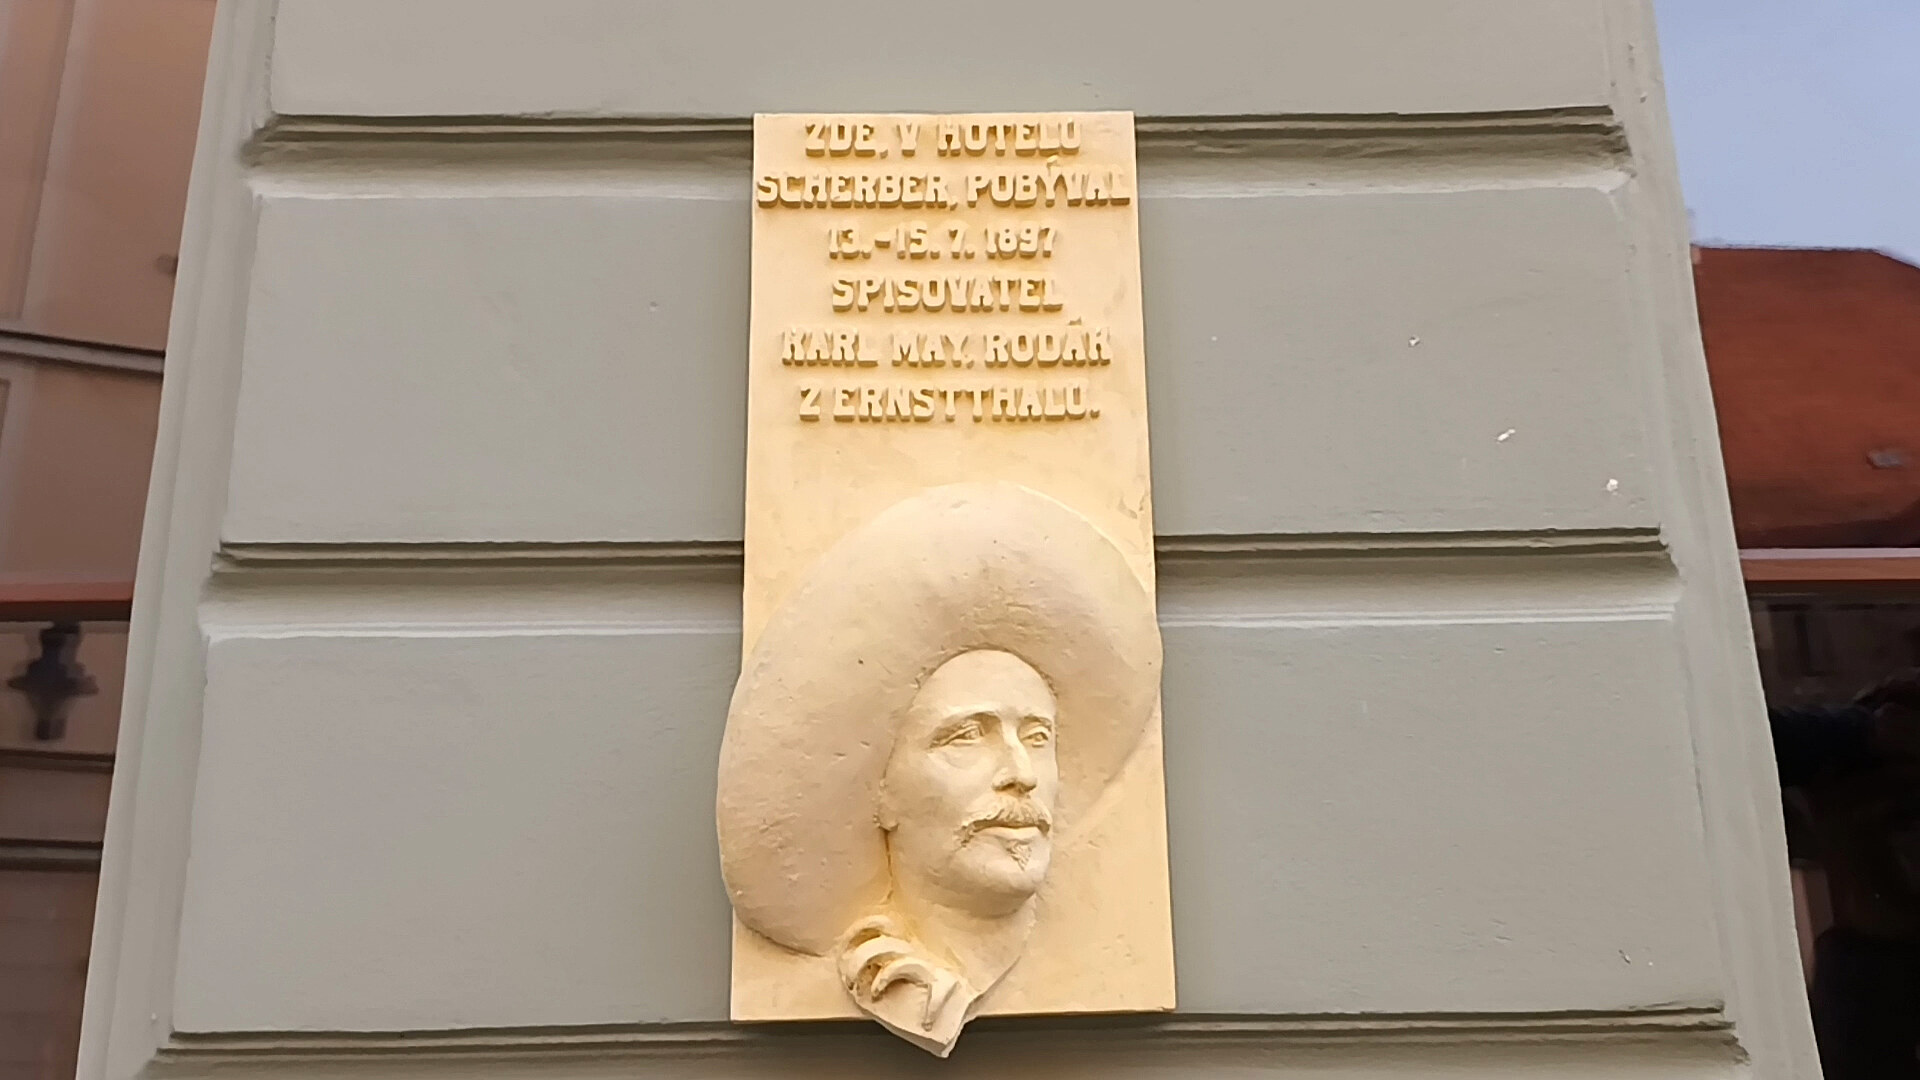 ZDE, V HOTELU
SCHERBER, POBÝVAL
13.-15. 7. 1897
SPISOVATEL
KARL MAY, RODÁK
Z ERNSTTHALU.